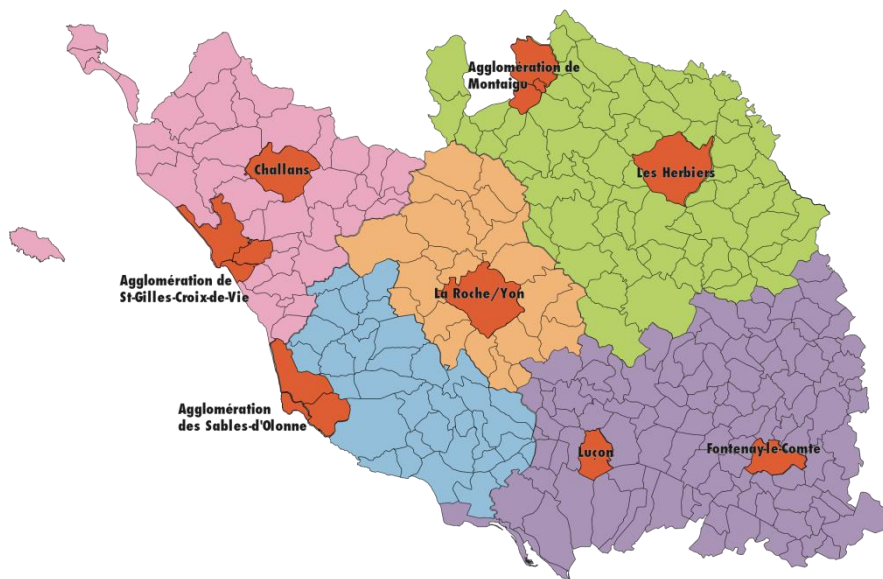 Agglomération de
Montaigu
Challans
Les Herbiers
Agglomération de
St-Gilles-Croix-de-Vie
La Roche/Yon
Agglomération
des Sables-d'Olonne
Luçon
Fontenay-le-Comte